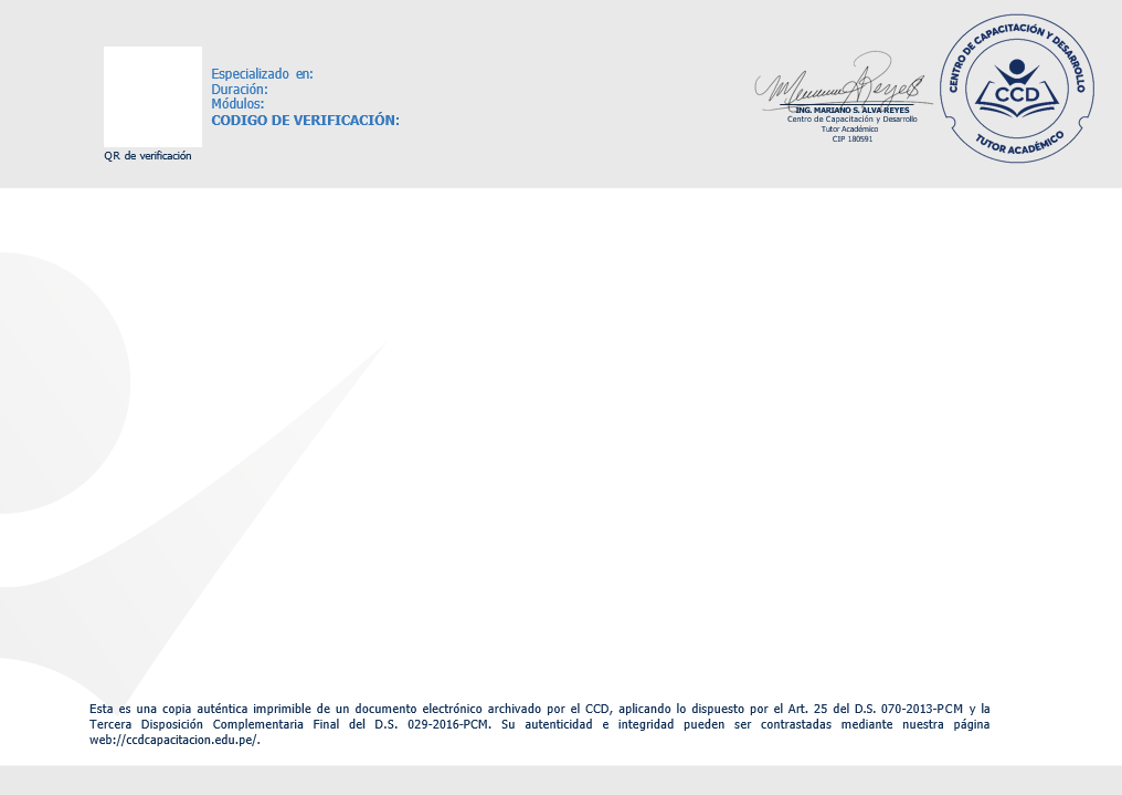 Especializado en:
Duración:
Módulos:
CODIGO DE VERIFICACIÓN:
QR de verificación
ING. MARIANO S. ALVA REYES
Centro de Capacitación y Desarrollo
Tutor Académico
CIP 180591
CENTRO DE CAPACITACIÓN Y DESARROLLO
CCD
TUTOR ACADÉMICO
Esta es una copia auténtica imprimible de un documento electrónico archivado por el CCD, aplicando lo dispuesto por el Art. 25 del D.S. 070-2013-PCM y la
Tercera Disposición Complementaria Final del D.S. 029-2016-PCM. Su autenticidad e integridad pueden ser contrastadas mediante nuestra página
web://ccdcapacitacion.edu.pe/.